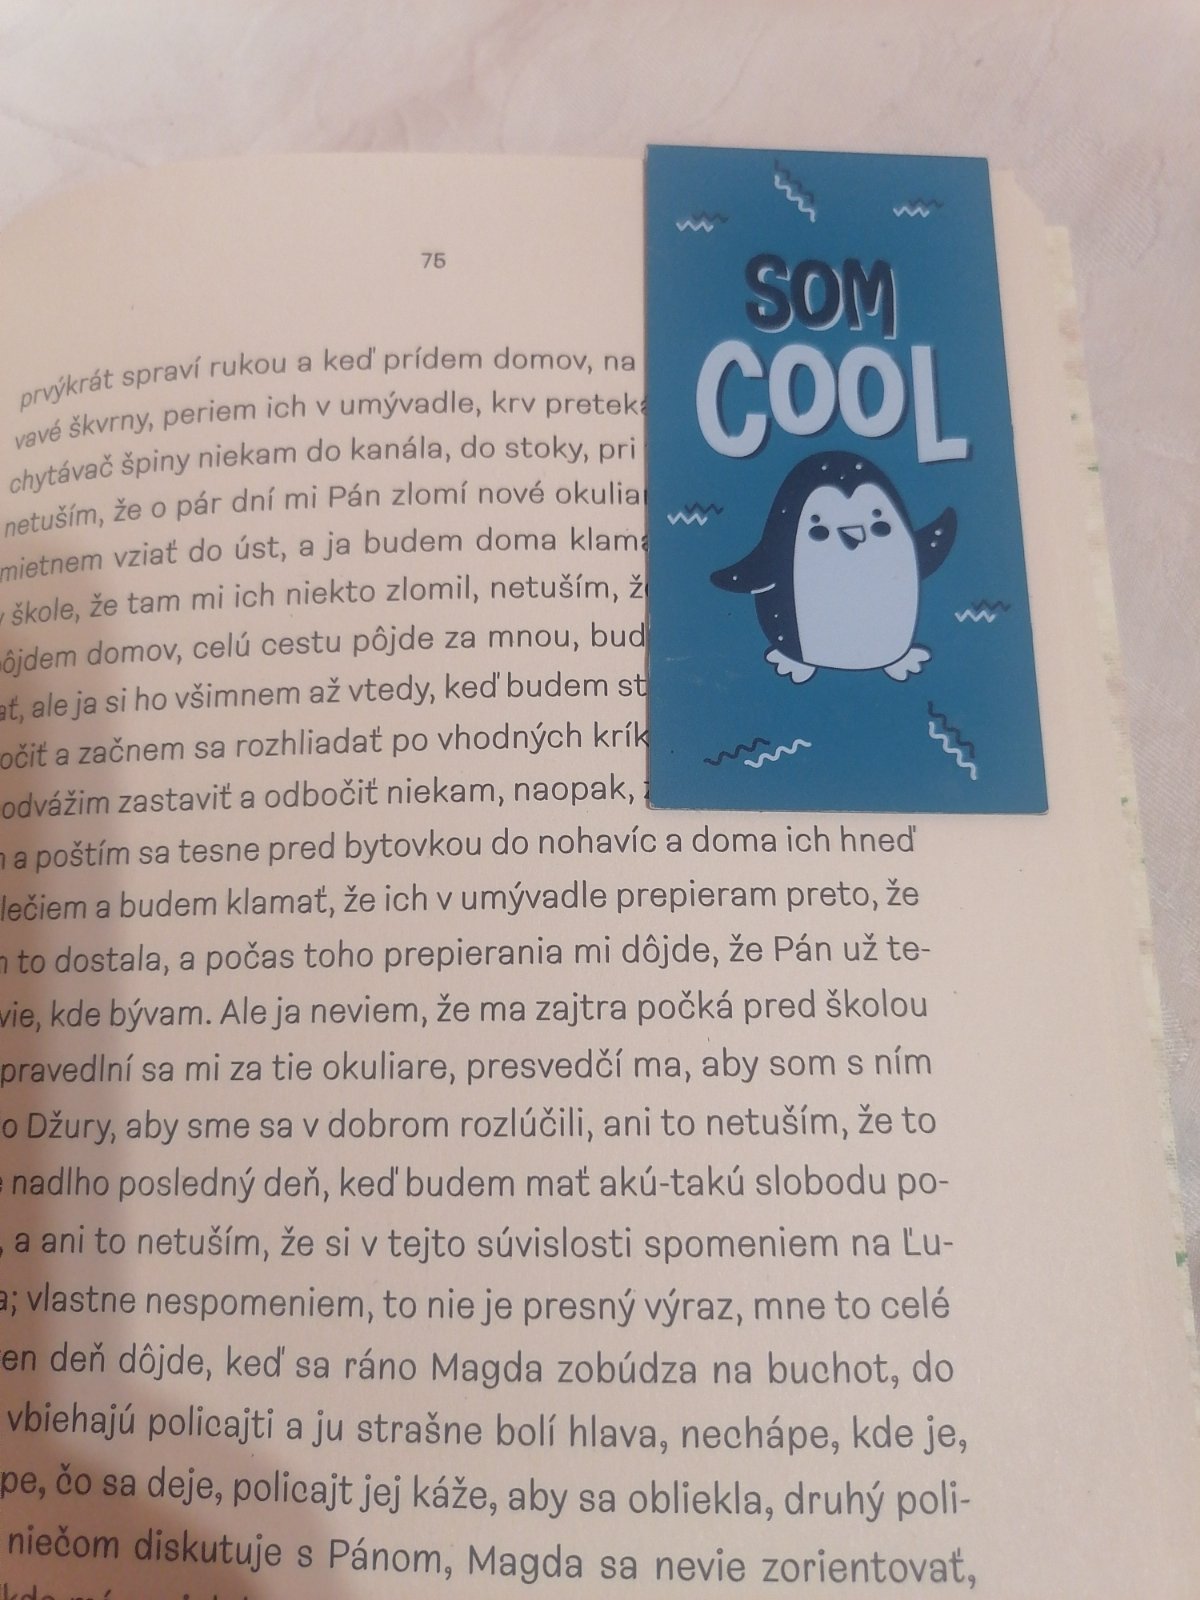 75
SOM
COOL
prvýkrát spraví rukou a keď prídem domov, na
vavé škvrny, periem ich v umývadle, krv
chytávač špiny niekam do kanála, do stoky, pri
netuším, že o pár dní mi Pán zlomí nové
mietnem vziať do úst, a ja budem doma
škole, že tam mi ich niekto zlomil, netuším,
domov, celú cestu pôjde za mnou,
ale ja si ho všimnem až vtedy, keď budem
a začnem sa rozhliadať po vhodných
odvážim zastaviť a odbočiť niekam, naopak,
a poštím sa tesne pred bytovkou do nohavíc a doma ich hneď
lečiem a budem klamať, že ich v umývadle prepieram preto, že
to dostala, a počas toho prepierania mi dôjde, že Pán už te-
vie, kde bývam. Ale ja neviem, že ma zajtra počká pred školou
pravedlní sa mi za tie okuliare, presvedčí ma, aby som s ním
Džury, aby sme sa v dobrom rozlúčili, ani to netuším, že to
nadlho posledný deň, keď budem mať akú-takú slobodu po-
, a ani to netuším, že si v tejto súvislosti spomeniem na Ľu-
a; vlastne nespomeniem, to nie je presný výraz, mne to celé
deň dôjde, keď sa ráno Magda zobúdza na buchot, do
vbiehajú policajti a ju strašne bolí hlava, nechápe, kde je,
pe, čo sa deje, policajt jej káže, aby sa obliekla, druhý poli-
niečom diskutuje s Pánom, Magda sa nevie zorientovať,